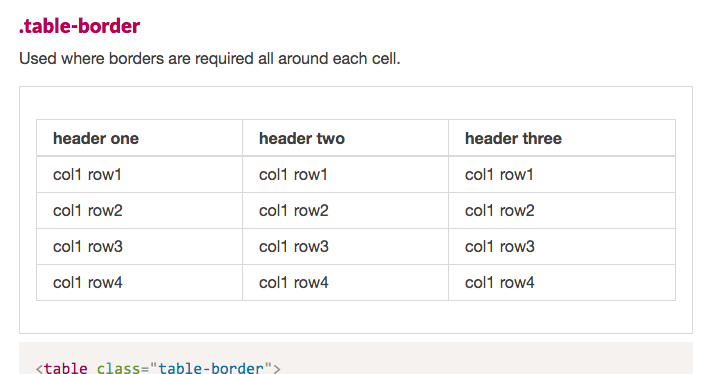 .table-border
Used where borders are required all around each cell.
header one header two header three
col1 row1 col1 row1 col1 row1
col1 row2 col1 row2 col1 row2
col1 row3 col1 row3 col1 row3
col1 row4 col1 row4 col1 row4
<table class="table-border">